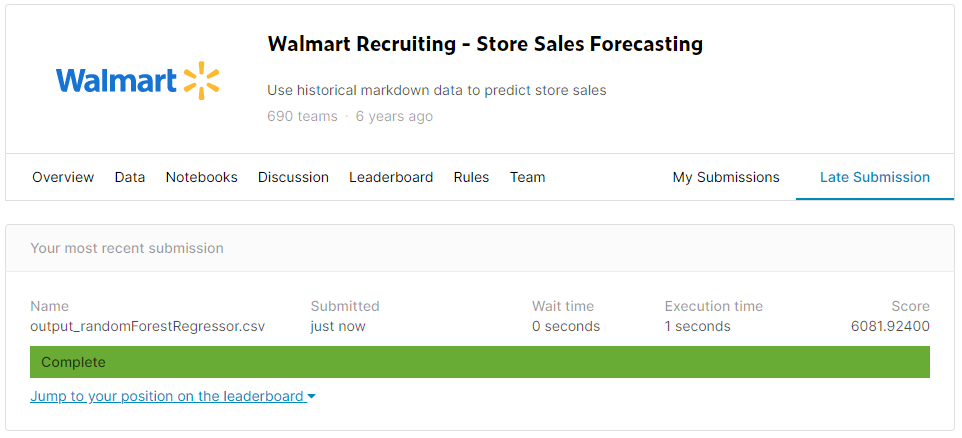 Walmart
Walmart Recruiting - Store Sales Forecasting
Use historical markdown data to predict store sales
690 teams · 6 years ago
Overview Data Notebooks Discussion Leaderboard Rules Team My Submissions Late Submission
Your most recent submission
Name Submitted Wait time Execution time Score
output_randomForestRegressor.csv just now 0 seconds 1 seconds 6081.92400
Complete
Jump to your position on the leaderboard